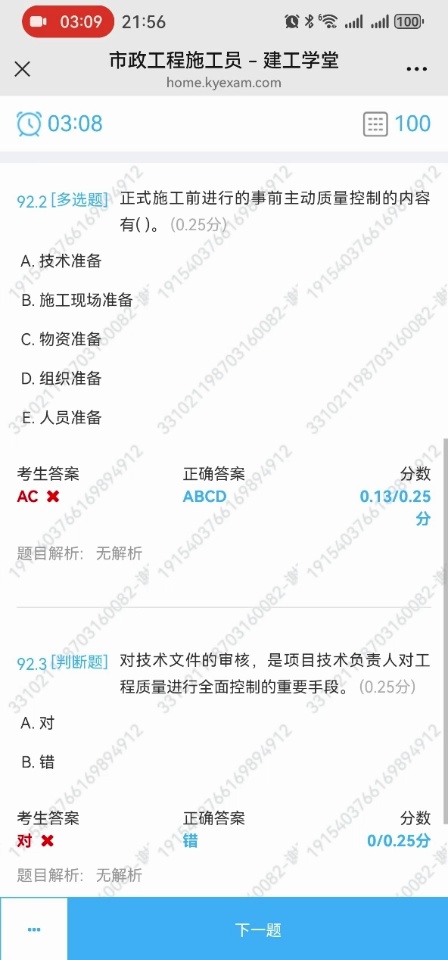 03:09 21:56 6 100
市政工程施工员 – 建工学堂
home.kyexam.com
03:08 100
92.2 [多选题] 正式施工前进行的事前主动质量控制的内容
有( )。 (0.25分)
A. 技术准备
B. 施工现场准备
C. 物资准备
D. 组织准备
E. 人员准备
考生答案 正确答案 分数
AC ABCD 0.13/0.25
分
题目解析: 无解析
92.3 [判断题] 对技术文件的审核，是项目技术负责人对工
程质量进行全面控制的重要手段。 (0.25分)
A. 对
B. 错
考生答案 正确答案 分数
对 错 0/0.25分
题目解析: 无解析
... 下一题